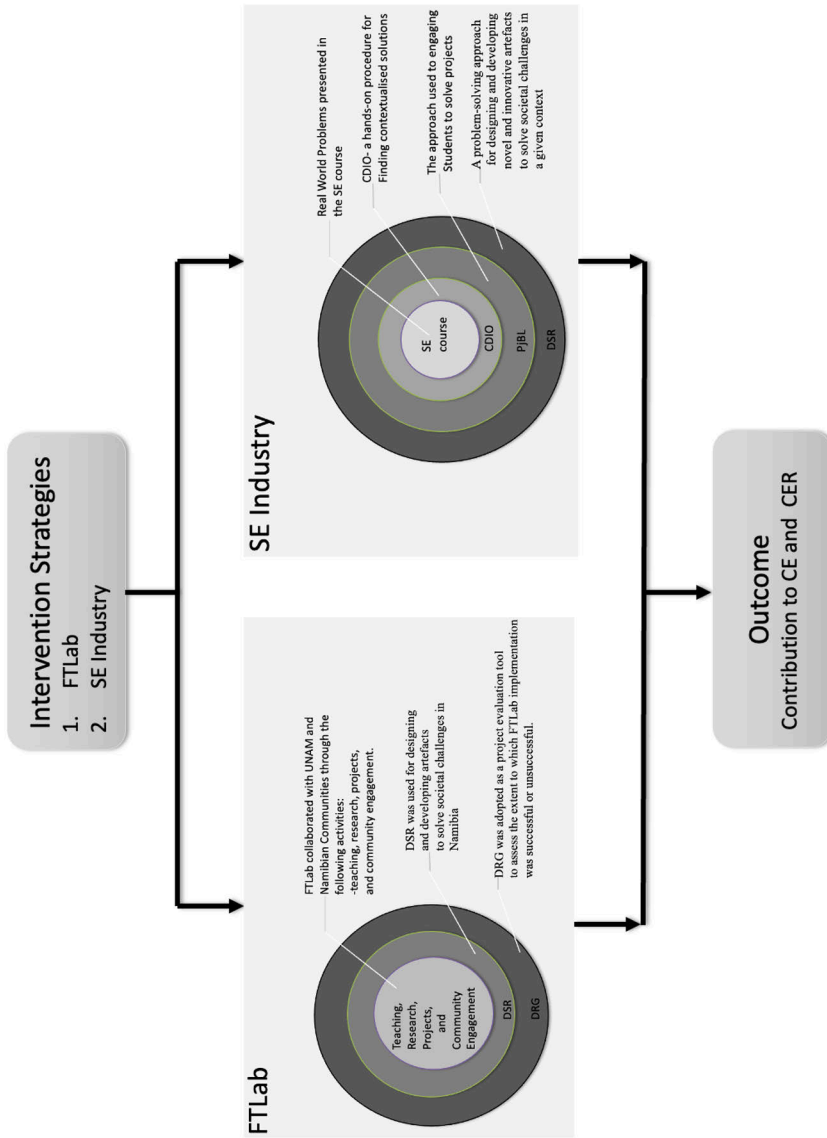 Intervention Strategies
1. FTLab
2. SE Industry
FTLab
Teaching,
Research,
Projects,
and
Community
Engagement
DSR
DRG
FTLab collaborated with UNAM and
Namibian Communities through the
following activities:
-teaching, research, projects,
and community engagement.
DSR was used for designing
and developing artefacts
to solve societal challenges in
Namibia
DRG was adopted as a project evaluation tool
to assess the extent to which FTLab implementation
was successful or unsuccessful.
SE Industry
SE
course
CDIO
PjBL
DSR
Real World Problems presented in
the SE course
CDIO- a hands-on procedure for
Finding contextualised solutions
The approach used to engaging
Students to solve projects
A problem-solving approach
for designing and developing
novel and innovative artefacts
to solve societal challenges in
a given context
Outcome
Contribution to CE and CER